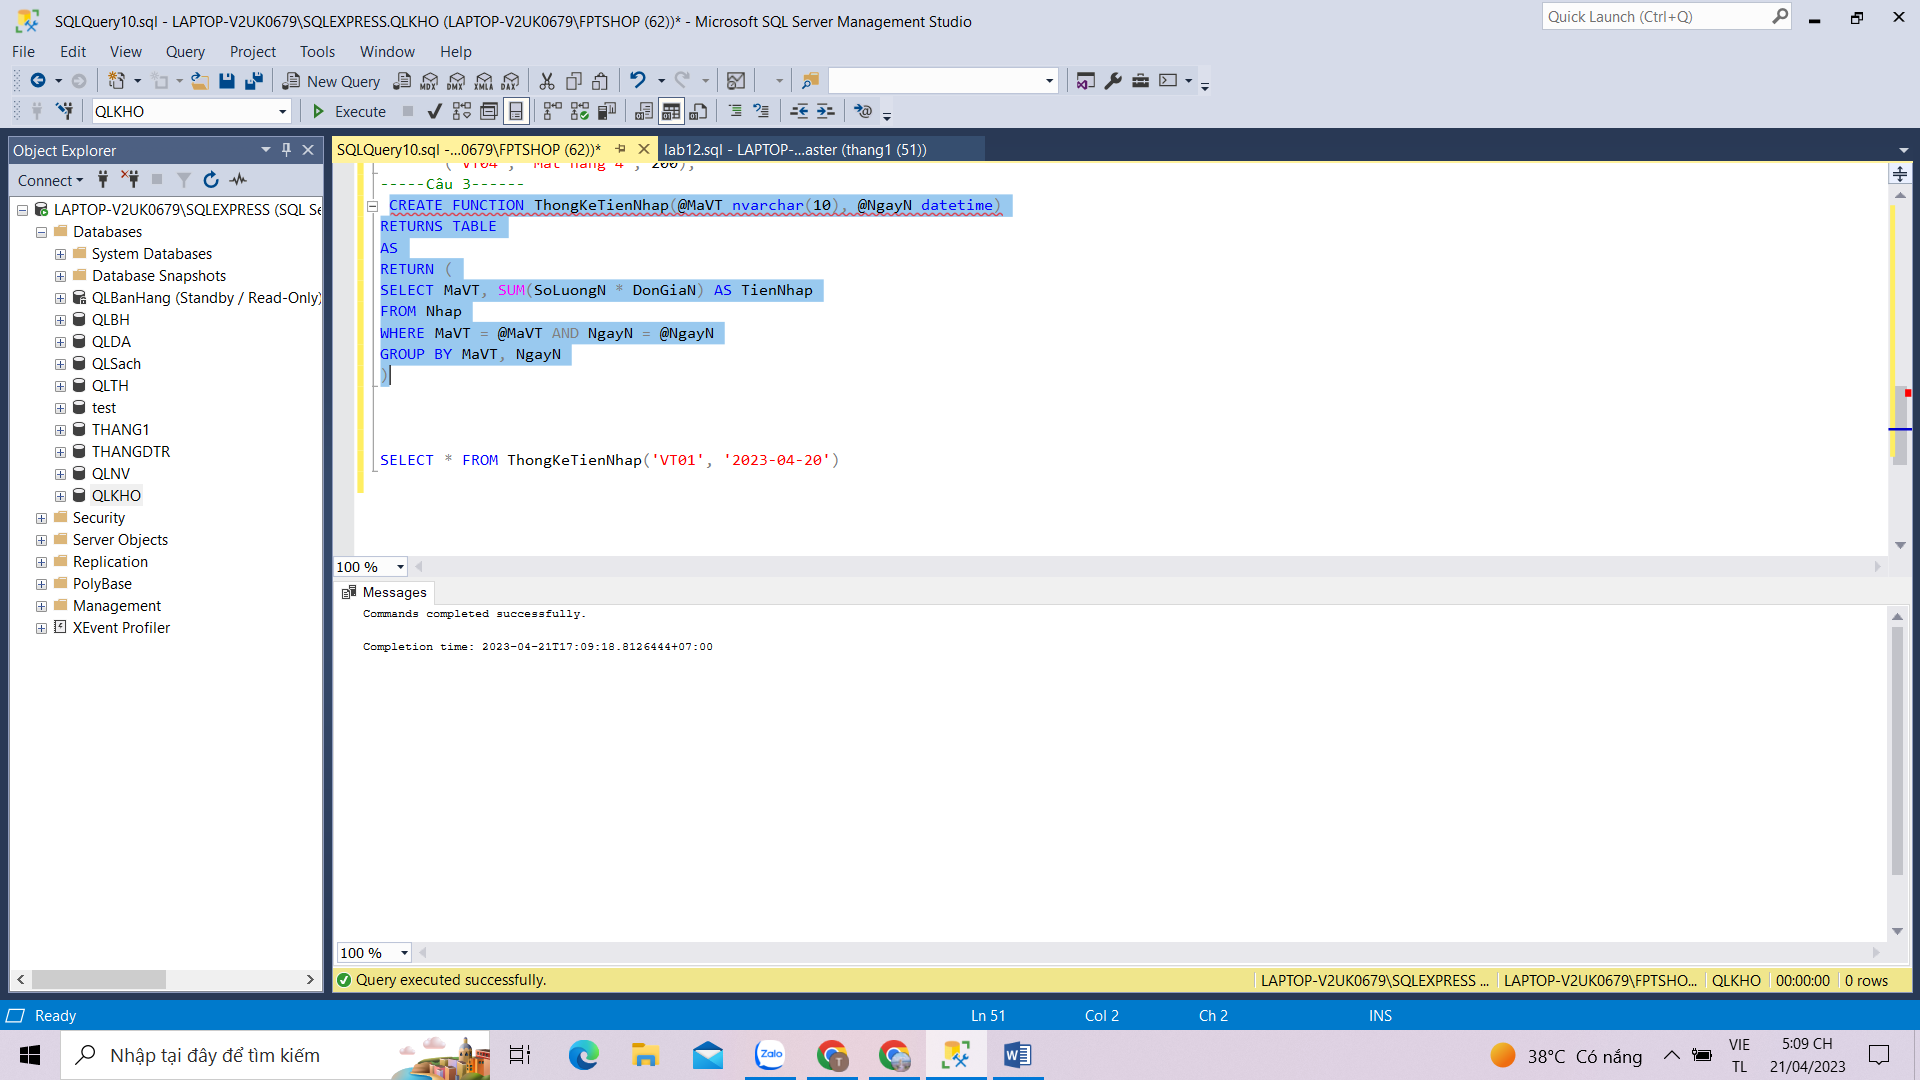 SQLQuery10.sql - LAPTOP-V2UK0679\SQLEXPRESS.QLKHO (LAPTOP-V2UK0679\FPTSHOP (62))* - Microsoft SQL Server Management Studio
Quick Launch (Ctrl+Q)
File Edit View Query Project Tools Window Help
New Query
MDX DMX XMLA DAX
QLKHO
Execute
Object Explorer
SQLQuery10.sql -...0679\FPTSHOP (62))*
lab12.sql - LAPTOP-...aster (thang1 (51))
Connect
LAPTOP-V2UK0679\SQLEXPRESS (SQL Se
Databases
System Databases
Database Snapshots
QLBanHang (Standby / Read-Only)
QLBH
QLDA
QLSach
QLTH
test
THANG1
THANGDTR
QLNV
QLKHO
Security
Server Objects
Replication
PolyBase
Management
XEvent Profiler
-----Câu 3------
CREATE FUNCTION ThongKeTienNhap(@MaVT nvarchar(10), @NgayN datetime)
RETURNS TABLE
AS
RETURN (
SELECT MaVT, SUM(SoLuongN * DonGiaN) AS TienNhap
FROM Nhap
WHERE MaVT = @MaVT AND NgayN = @NgayN
GROUP BY MaVT, NgayN
)
SELECT * FROM ThongKeTienNhap('VT01', '2023-04-20')
100 %
Messages
Commands completed successfully.
Completion time: 2023-04-21T17:09:18.8126444+07:00
100 %
Query executed successfully.
LAPTOP-V2UK0679\SQLEXPRESS ... LAPTOP-V2UK0679\FPTSHO... QLKHO 00:00:00 0 rows
Ready
Ln 51 Col 2 Ch 2 INS
Nhập tại đây để tìm kiếm
Zalo
T
38°C Có nắng
VIE
TL
5:09 CH
21/04/2023